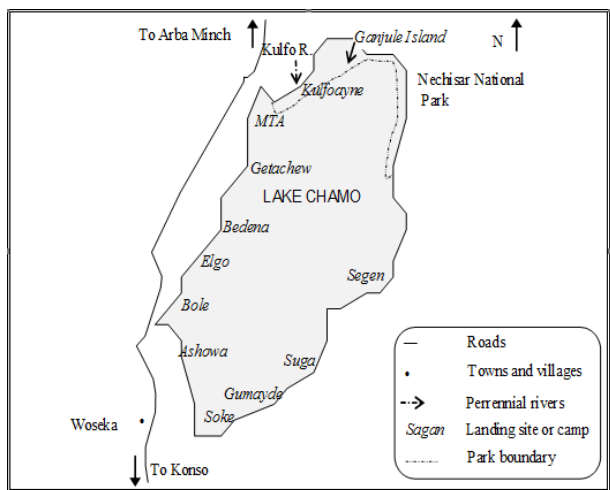 To Arba Minch
Ganjule Island
N
Kulfo R.
Nechisar National
Park
Kulfoayne
MTA
Getachew
LAKE CHAMO
Bedena
Elgo
Segen
Bole
Ashowa
Suga
Gumayde
Soke
Woseka
To Konso
Roads
Towns and villages
Perrennial rivers
Sagan Landing site or camp
Park boundary